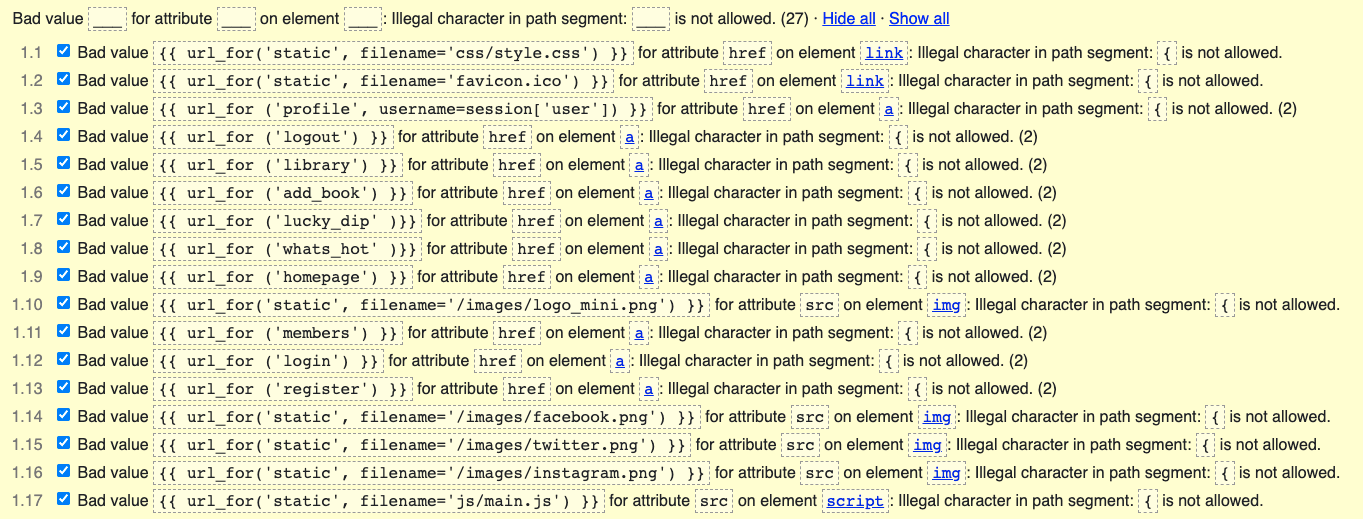 Bad value ____ for attribute ____ on element ____: Illegal character in path segment: ____ is not allowed. (27) · Hide all · Show all
1.1 Bad value {{ url_for('static', filename='css/style.css') }} for attribute href on element link: Illegal character in path segment: { is not allowed.
1.2 Bad value {{ url_for('static', filename='favicon.ico') }} for attribute href on element link: Illegal character in path segment: { is not allowed.
1.3 Bad value {{ url_for ('profile', username=session['user']) }} for attribute href on element a: Illegal character in path segment: { is not allowed. (2)
1.4 Bad value {{ url_for ('logout') }} for attribute href on element a: Illegal character in path segment: { is not allowed. (2)
1.5 Bad value {{ url_for ('library') }} for attribute href on element a: Illegal character in path segment: { is not allowed. (2)
1.6 Bad value {{ url_for ('add_book') }} for attribute href on element a: Illegal character in path segment: { is not allowed. (2)
1.7 Bad value {{ url_for ('lucky_dip' )}} for attribute href on element a: Illegal character in path segment: { is not allowed. (2)
1.8 Bad value {{ url_for ('whats_hot' )}} for attribute href on element a: Illegal character in path segment: { is not allowed. (2)
1.9 Bad value {{ url_for ('homepage') }} for attribute href on element a: Illegal character in path segment: { is not allowed. (2)
1.10 Bad value {{ url_for('static', filename='/images/logo_mini.png') }} for attribute src on element img: Illegal character in path segment: { is not allowed.
1.11 Bad value {{ url_for ('members') }} for attribute href on element a: Illegal character in path segment: { is not allowed. (2)
1.12 Bad value {{ url_for ('login') }} for attribute href on element a: Illegal character in path segment: { is not allowed. (2)
1.13 Bad value {{ url_for ('register') }} for attribute href on element a: Illegal character in path segment: { is not allowed. (2)
1.14 Bad value {{ url_for('static', filename='/images/facebook.png') }} for attribute src on element img: Illegal character in path segment: { is not allowed.
1.15 Bad value {{ url_for('static', filename='/images/twitter.png') }} for attribute src on element img: Illegal character in path segment: { is not allowed.
1.16 Bad value {{ url_for('static', filename='/images/instagram.png') }} for attribute src on element img: Illegal character in path segment: { is not allowed.
1.17 Bad value {{ url_for('static', filename='js/main.js') }} for attribute src on element script: Illegal character in path segment: { is not allowed.